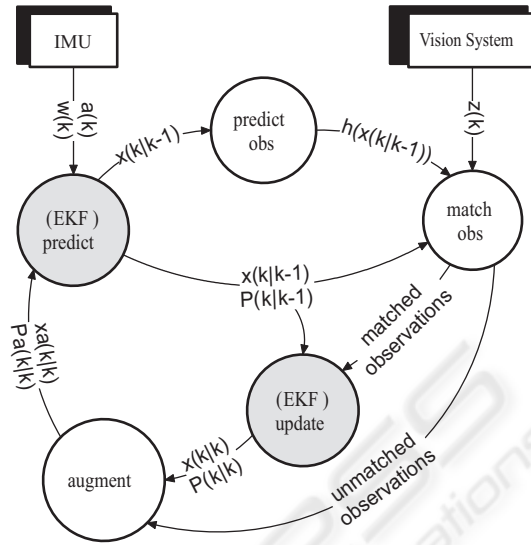 IMU
Vision System
a(k)
w(k)
z(k)
x(k|k-1)
predict
obs
h(x(k|k-1))
(EKF)
predict
match
obs
x(k|k-1)
P(k|k-1)
matched
observations
xa(k|k)
Pa(k|k)
(EKF)
update
x(k|k)
P(k|k)
augment
unmatched
observations